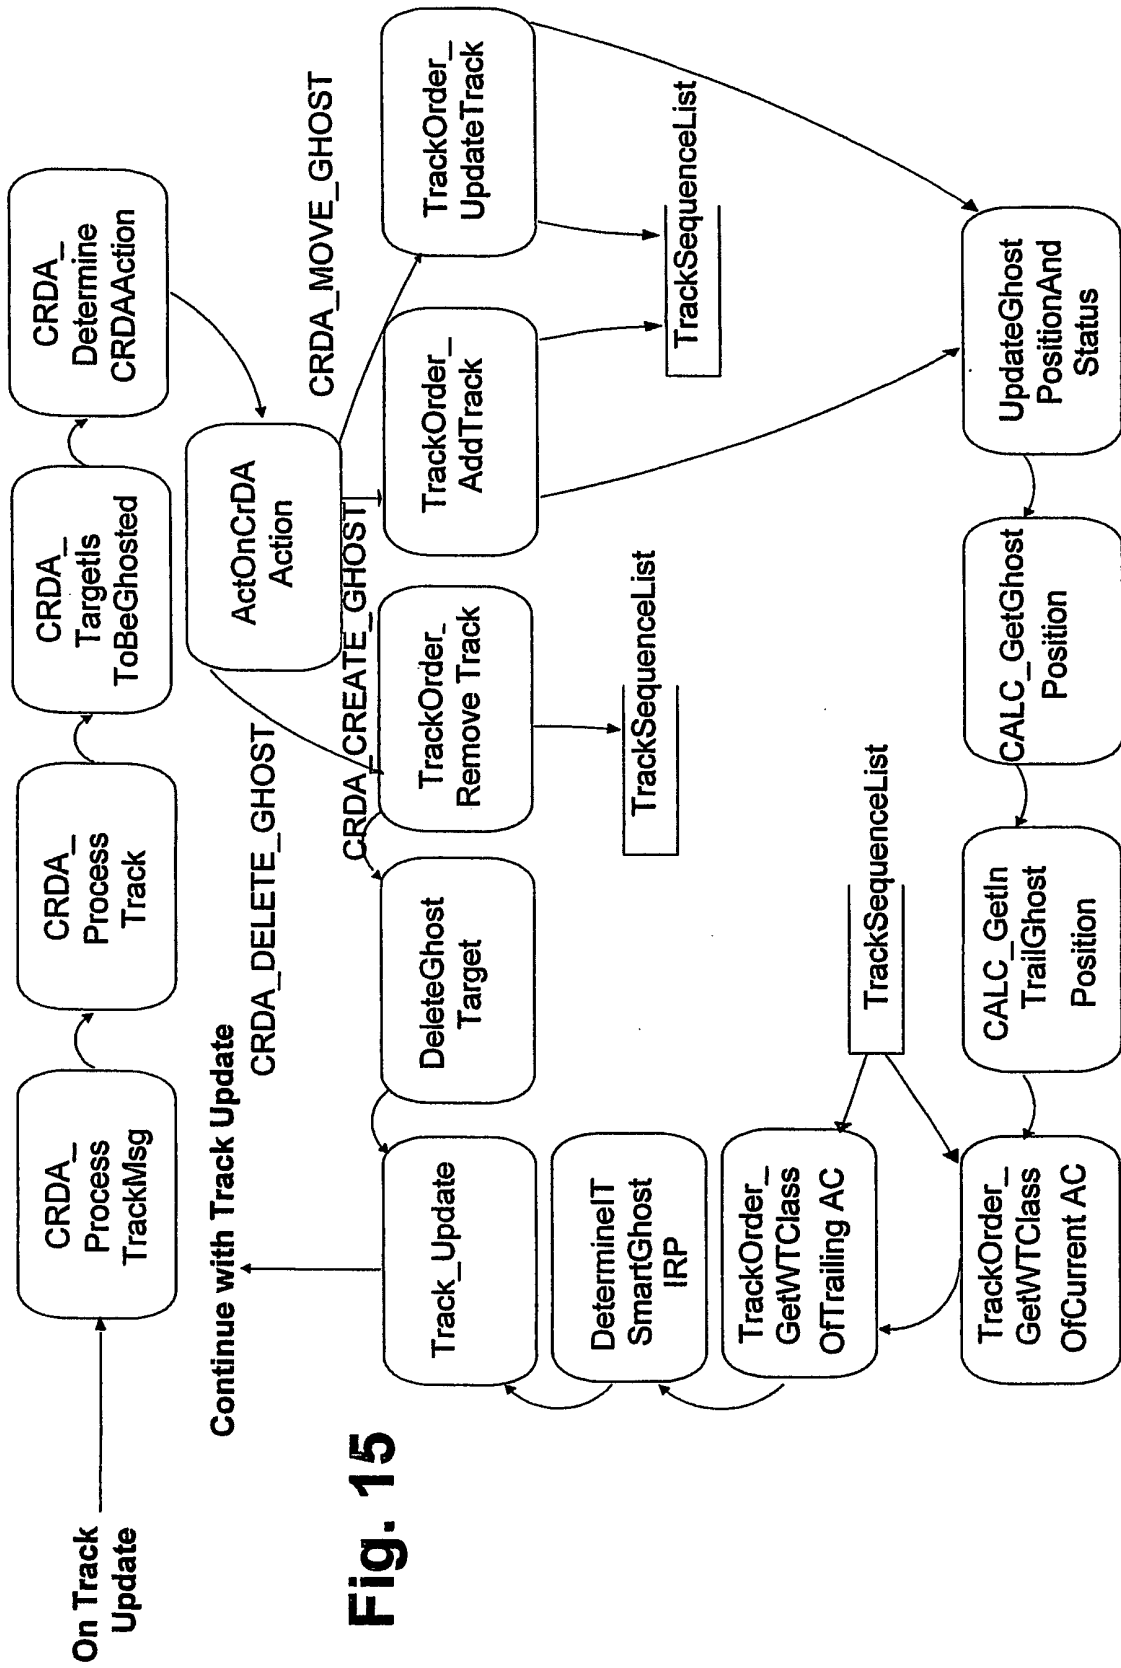 On Track
Update
CRDA_
Process
TrackMsg
CRDA_
Process
Track
CRDA_
TargetIs
ToBeGhosted
CRDA_
Determine
CRDAAction
Continue with Track Update
CRDA_DELETE_GHOST
ActOnCrDA
Action
CRDA_MOVE_GHOST
CRDA_CREATE_GHOST
Fig. 15
Track_Update
DeleteGhost
Target
TrackOrder_
Remove Track
TrackOrder_
AddTrack
TrackOrder_
UpdateTrack
DetermineIT
SmartGhost
IRP
TrackSequenceList
TrackSequenceList
TrackOrder_
GetWTClass
OfTrailing AC
TrackSequenceList
TrackOrder_
GetWTClass
OfCurrent AC
CALC_GetIn
TrailGhost
Position
CALC_GetGhost
Position
UpdateGhost
PositionAnd
Status